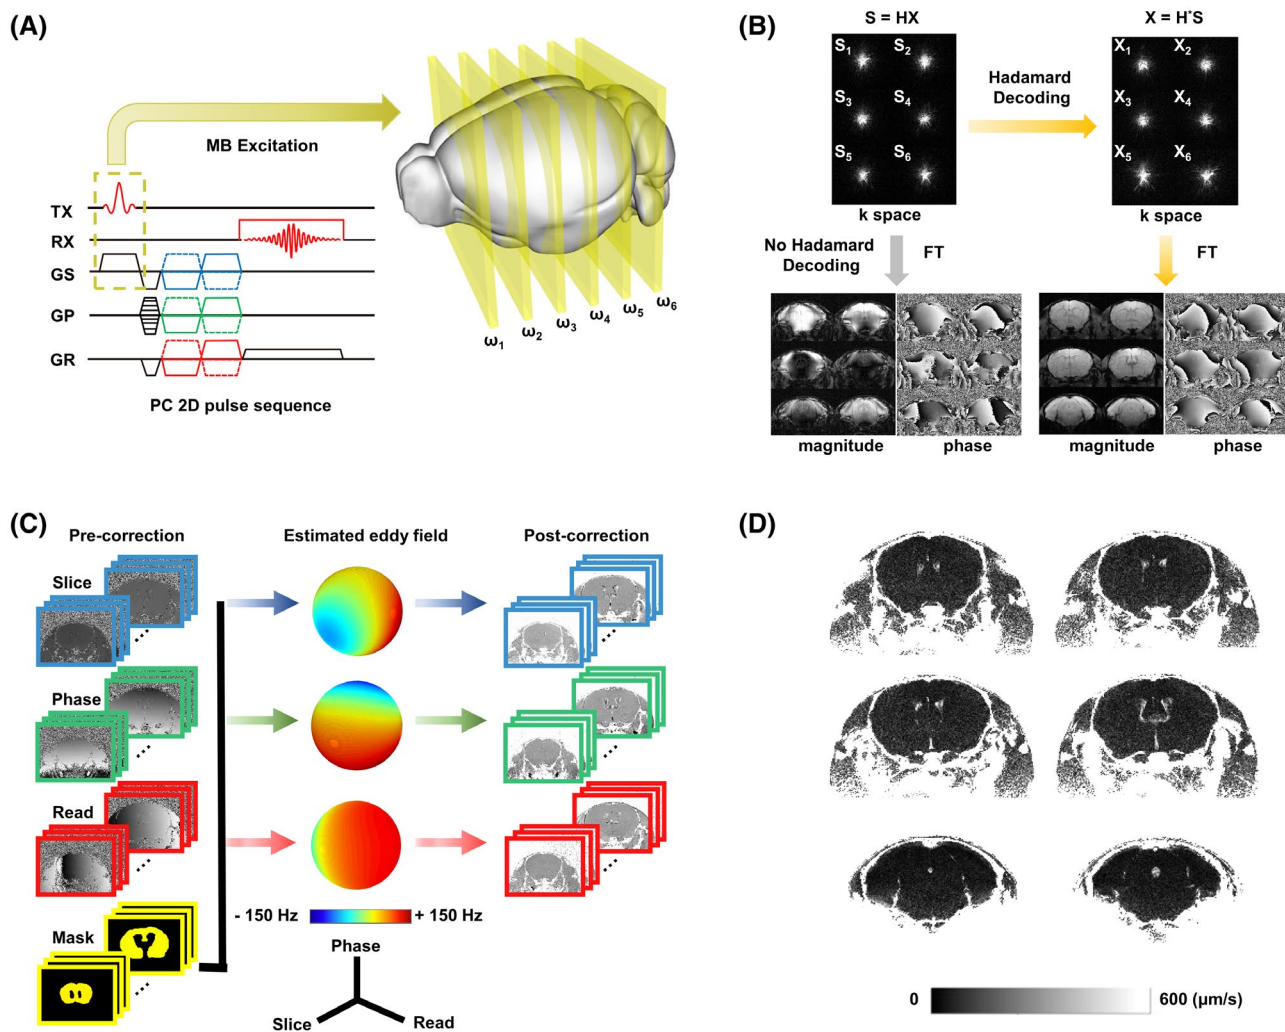 (A)
MB Excitation
TX
RX
GS
GP
GR
PC 2D pulse sequence
ω1
ω2
ω3
ω4
ω5
ω6
(B)
S = HX
X = H*S
S1
S2
S3
S4
S5
S6
Hadamard
Decoding
X1
X2
X3
X4
X5
X6
k space
k space
No Hadamard
Decoding
FT
FT
magnitude
phase
magnitude
phase
(C)
Pre-correction
Estimated eddy field
Post-correction
Slice
Phase
Read
Mask
- 150 Hz
+ 150 Hz
Phase
Slice
Read
(D)
0
600 (µm/s)